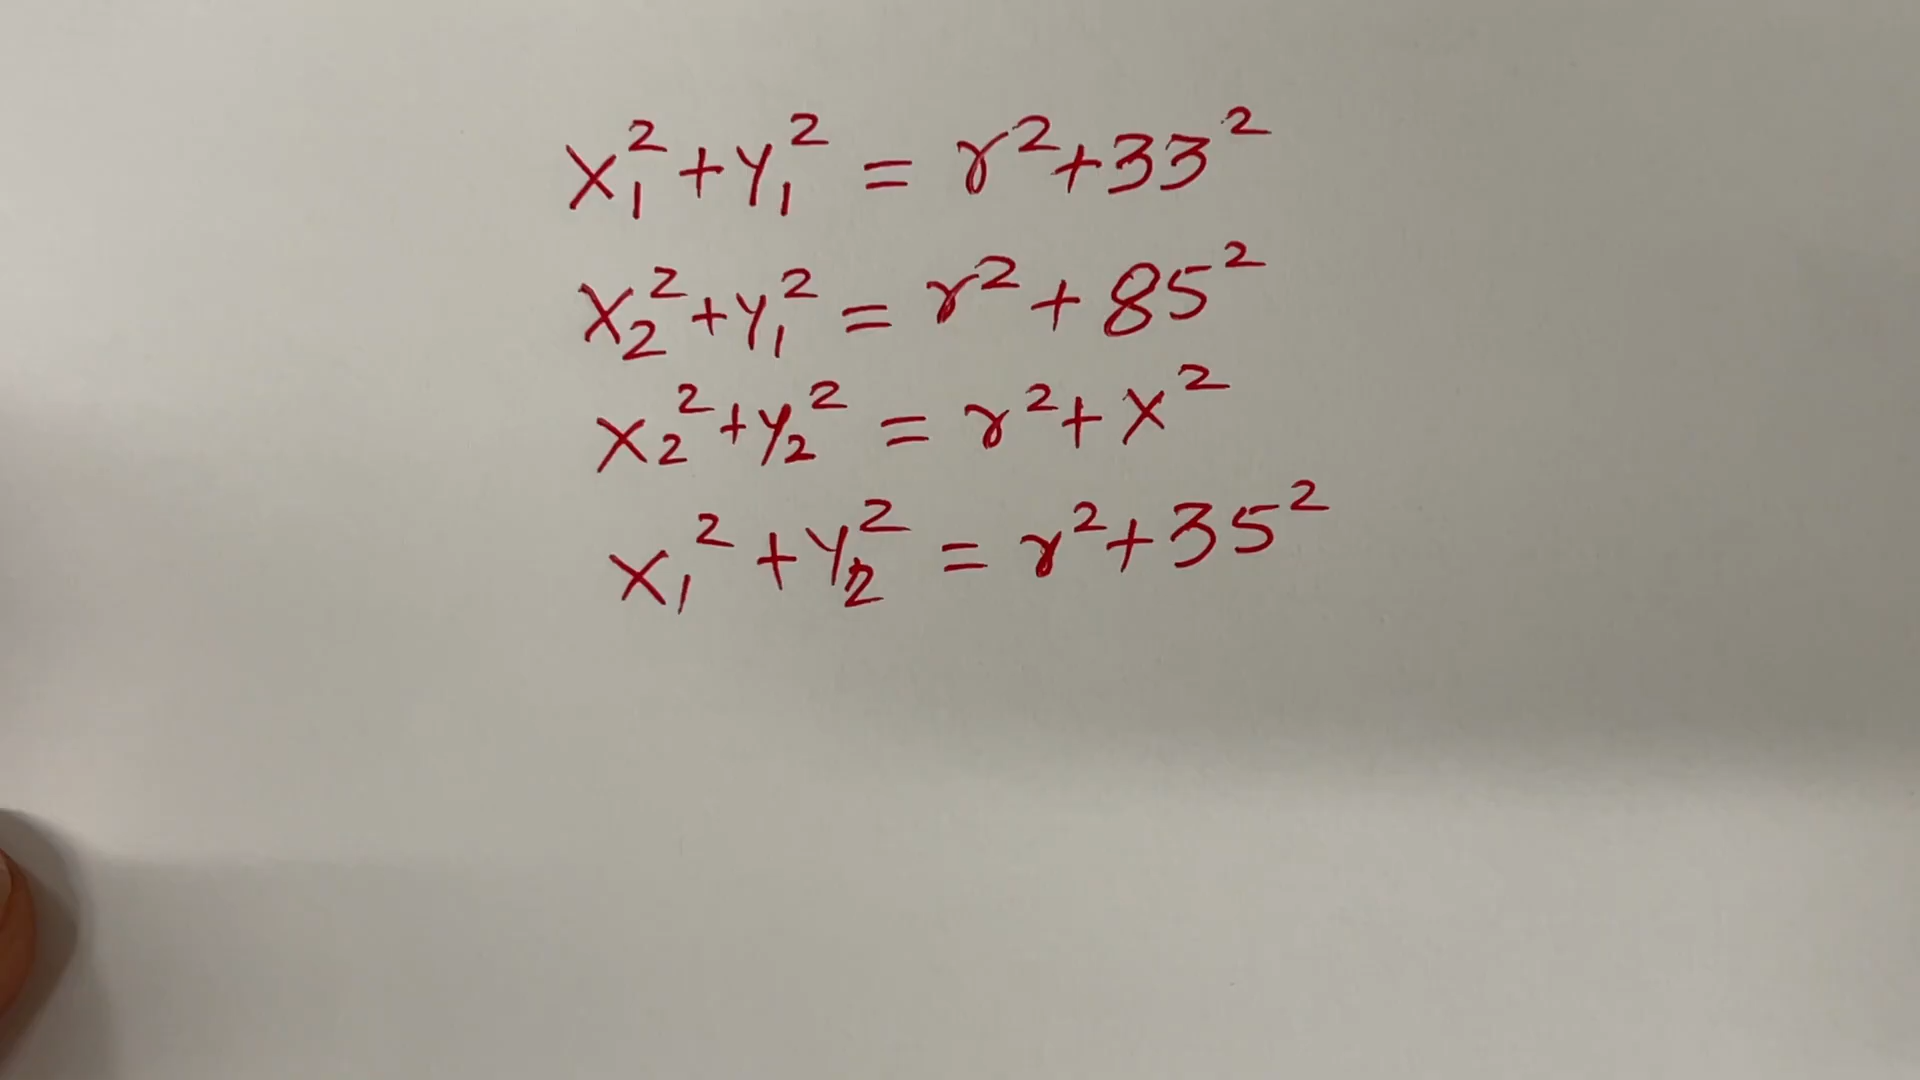 x₁² + y₁² = r² + 33²
x₂² + y₁² = r² + 85²
x₂² + y₂² = r² + x²
x₁² + y₂² = r² + 35²